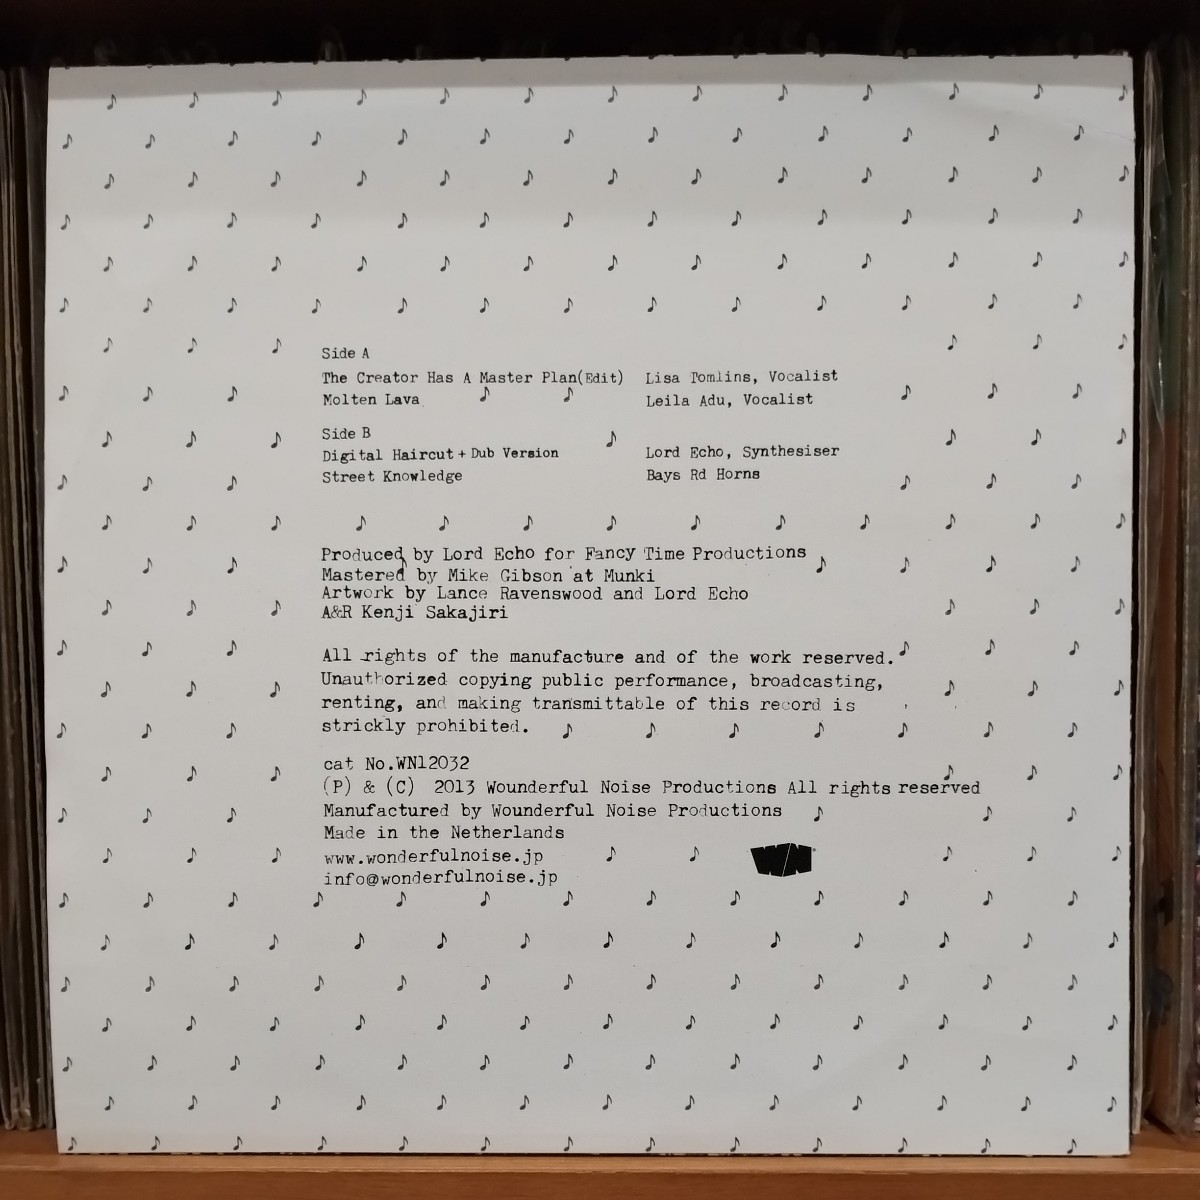 Side A
The Creator Has A Master Plan(Edit) Lisa Tomlins, Vocalist
Molten Lava Leila Adu, Vocalist
Side B
Digital Haircut + Dub Version Lord Echo, Synthesiser
Street Knowledge Bays Rd Horns
Produced by Lord Echo for Fancy Time Productions
Mastered by Mike Gibson at Munki
Artwork by Lance Ravenswood and Lord Echo
A&R Kenji Sakajiri
All rights of the manufacture and of the work reserved.
Unauthorized copying public performance, broadcasting,
renting, and making transmittable of this record is
strickly prohibited.
cat No.WN12032
(P) & (C) 2013 Wounderful Noise Productions All rights reserved
Manufactured by Wounderful Noise Productions
Made in the Netherlands
www.wonderfulnoise.jp
info@wonderfulnoise.jp
WN